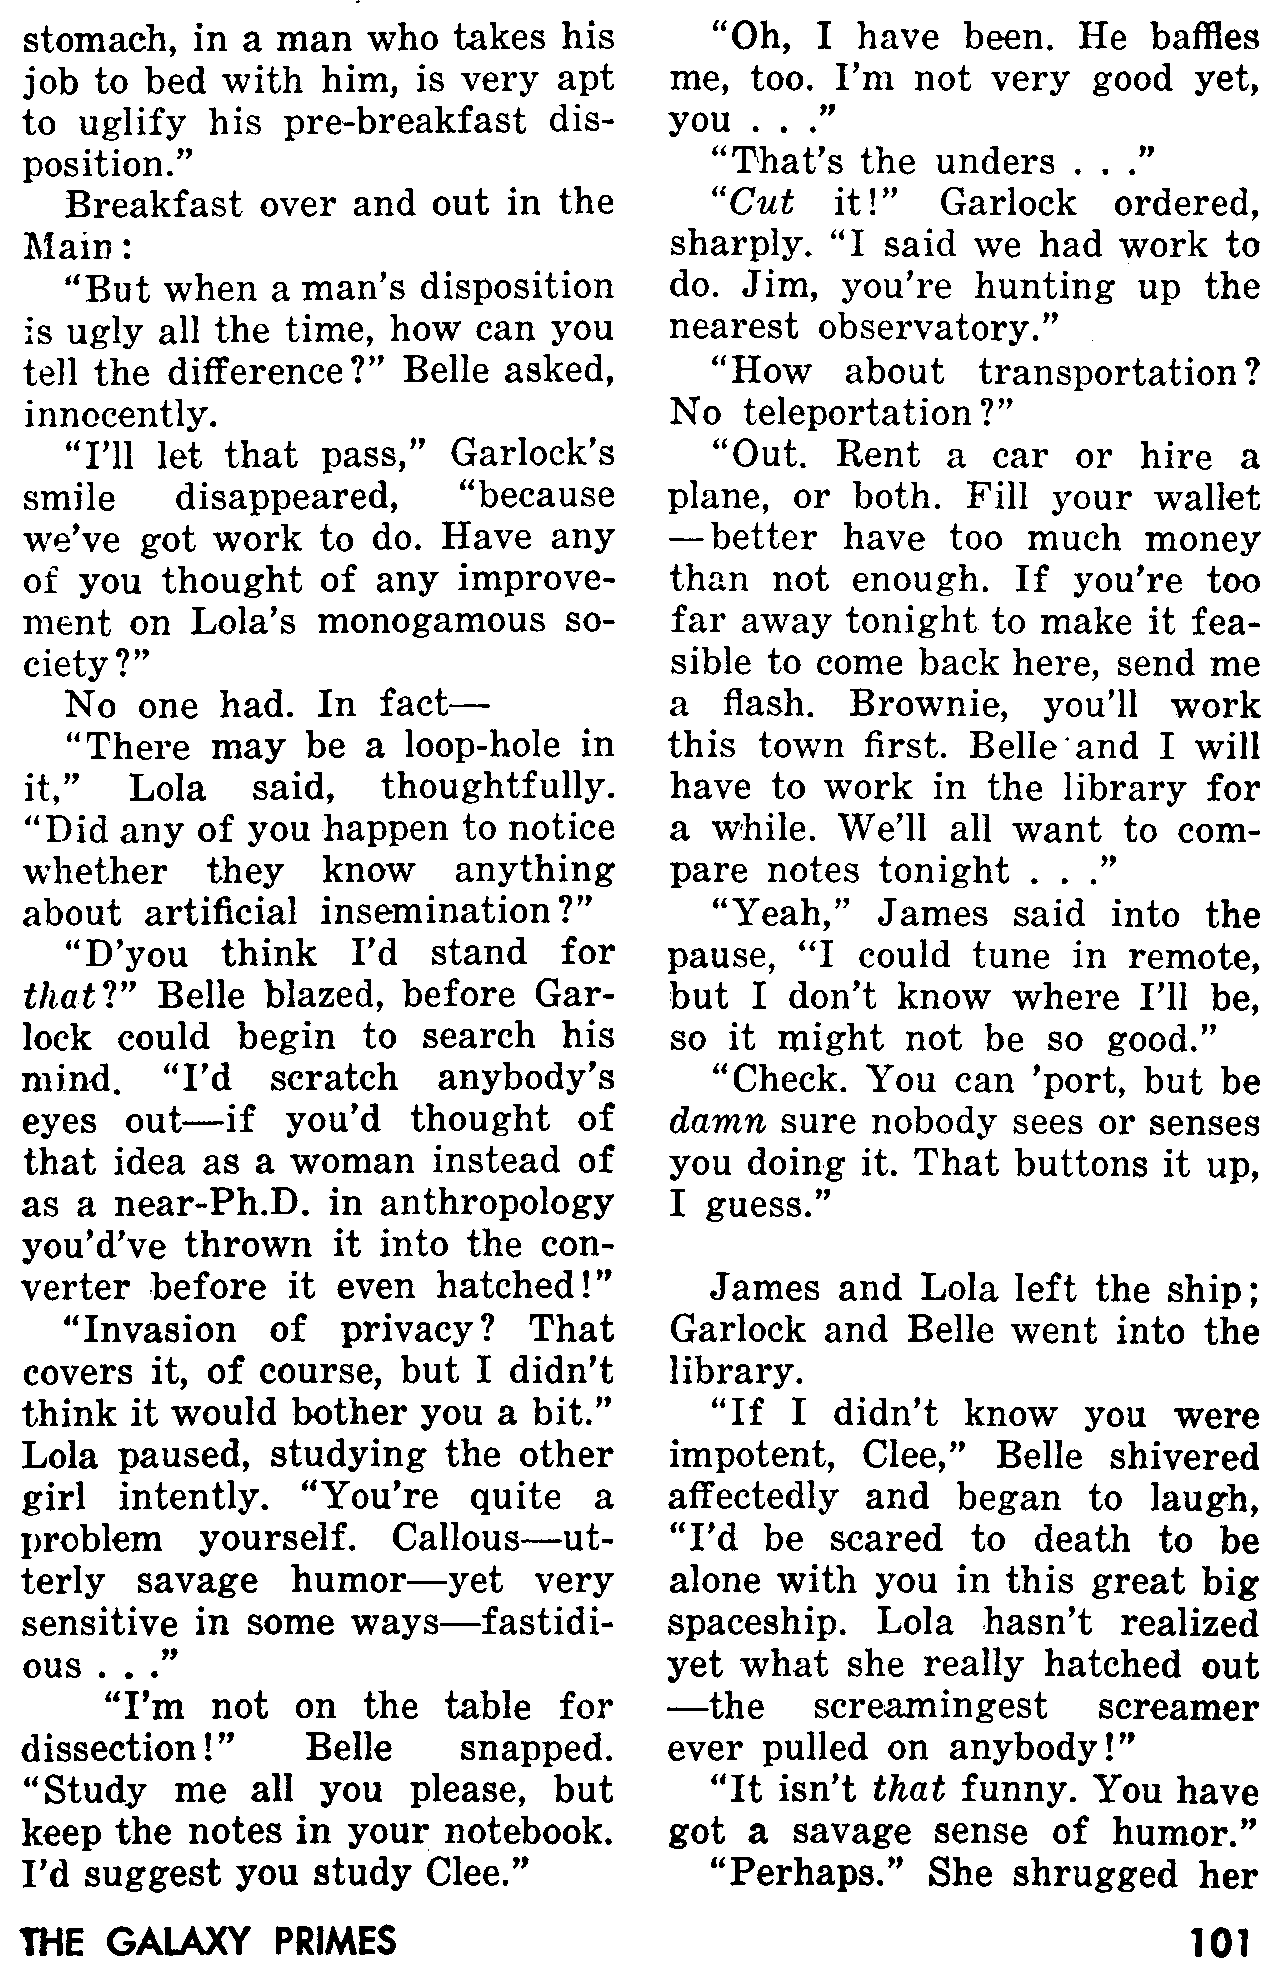 stomach, in a man who takes his
job to bed with him, is very apt
to uglify his pre-breakfast dis-
position.”
Breakfast over and out in the
Main:
“But when a man’s disposition
is ugly all the time, how can you
tell the difference?” Belle asked,
innocently.
“I’ll let that pass,” Garlock’s
smile disappeared, “because
we’ve got work to do. Have any
of you thought of any improve-
ment on Lola’s monogamous so-
ciety?”
No one had. In fact—
“There may be a loop-hole in
it,” Lola said, thoughtfully.
“Did any of you happen to notice
whether they know anything
about artificial insemination?”
“D’you think I’d stand for
that?” Belle blazed, before Gar-
lock could begin to search his
mind. “I’d scratch anybody’s
eyes out—if you’d thought of
that idea as a woman instead of
as a near-Ph.D. in anthropology
you’d’ve thrown it into the con-
verter before it even hatched!”
“Invasion of privacy? That
covers it, of course, but I didn’t
think it would bother you a bit.”
Lola paused, studying the other
girl intently. “You’re quite a
problem yourself. Callous—ut-
terly savage humor—yet very
sensitive in some ways—fastidi-
ous . . .”
“I’m not on the table for
dissection!” Belle snapped.
“Study me all you please, but
keep the notes in your notebook.
I’d suggest you study Clee.”
“Oh, I have been. He baffles
me, too. I’m not very good yet,
you . . .”
“That’s the unders . . .”
“Cut it!” Garlock ordered,
sharply. “I said we had work to
do. Jim, you’re hunting up the
nearest observatory.”
“How about transportation?
No teleportation?”
“Out. Rent a car or hire a
plane, or both. Fill your wallet
—better have too much money
than not enough. If you’re too
far away tonight to make it fea-
sible to come back here, send me
a flash. Brownie, you’ll work
this town first. Belle and I will
have to work in the library for
a while. We’ll all want to com-
pare notes tonight . . .”
“Yeah,” James said into the
pause, “I could tune in remote,
but I don’t know where I’ll be,
so it might not be so good.”
“Check. You can ’port, but be
damn sure nobody sees or senses
you doing it. That buttons it up,
I guess.”
James and Lola left the ship;
Garlock and Belle went into the
library.
“If I didn’t know you were
impotent, Clee,” Belle shivered
affectedly and began to laugh,
“I’d be scared to death to be
alone with you in this great big
spaceship. Lola hasn’t realized
yet what she really hatched out
—the screamingest screamer
ever pulled on anybody!”
“It isn’t that funny. You have
got a savage sense of humor.”
“Perhaps.” She shrugged her
THE GALAXY PRIMES 101